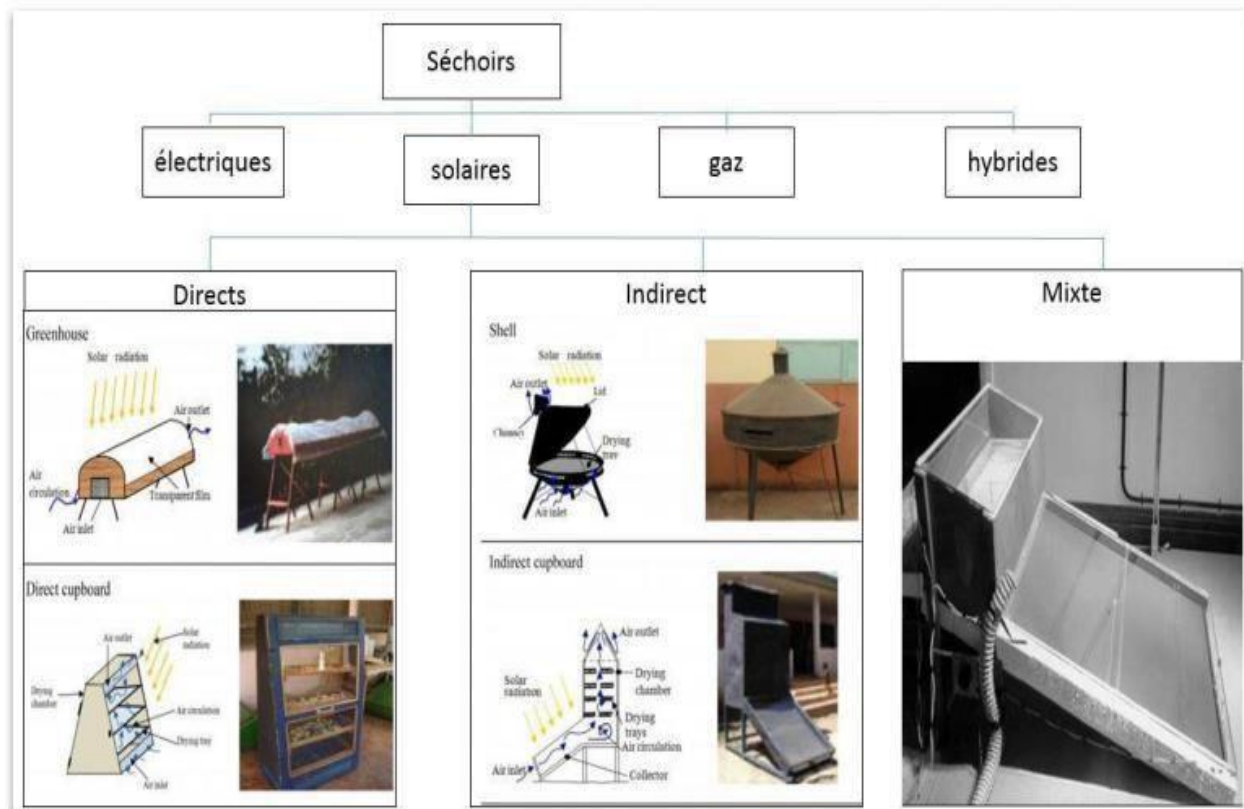 Séchoirs
électriques
solaires
gaz
hybrides
Directs
Greenhouse
Solar radiation
Air outlet
Air
circulation
Transparent film
Air inlet
Direct cupboard
Air outlet
Solar
radiation
Drying
chamber
Air circulation
Drying tray
Air inlet
Indirect
Shell
Solar
radiation
Air outlet
Lid
Chimney
Drying
tray
Air inlet
Indirect cupboard
Air outlet
Solar
radiation
Drying
chamber
Drying
trays
Air circulation
Air inlet
Collector
Mixte